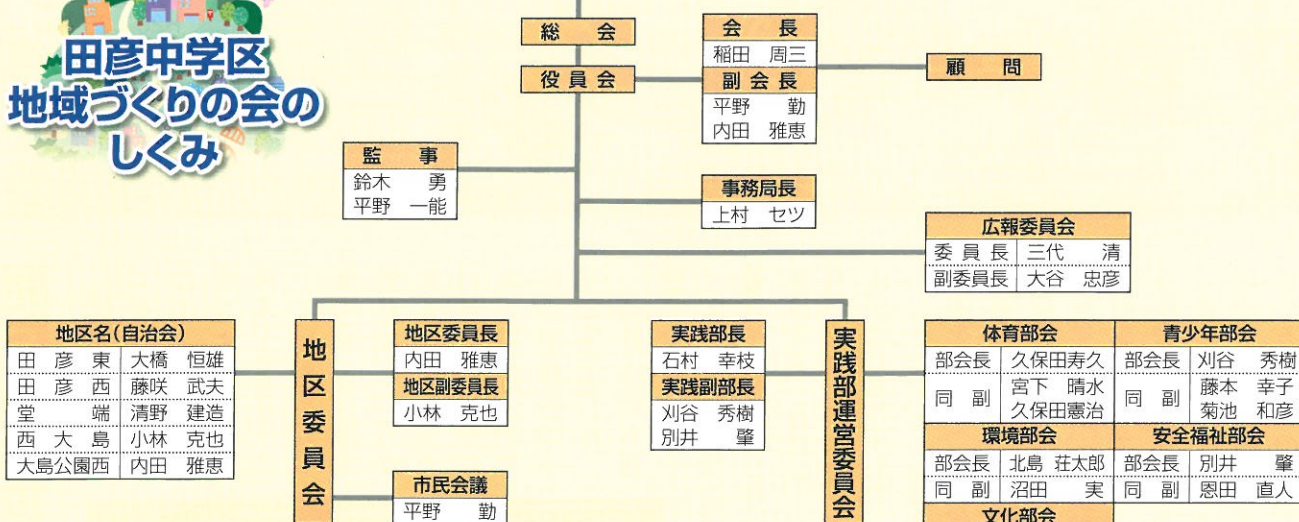 田彦中学区
地域づくりの会の
しくみ
総　会
役員会
会　長
稲田　周三
副会長
平野　勤
内田　雅恵
顧　問
監　事
鈴木　勇
平野　一能
事務局長
上村　セツ
広報委員会
委員長　三代　清
副委員長　大谷　忠彦
地区名(自治会)
田彦東　大橋　恒雄
田彦西　藤咲　武夫
堂端　清野　建造
西大島　小林　克也
大島公園西　内田　雅恵
地区委員会
地区委員長
内田　雅恵
地区副委員長
小林　克也
市民会議
平野　勤
実践部長
石村　幸枝
実践副部長
刈谷　秀樹
別井　肇
実践部運営委員会
体育部会
部会長　久保田寿久
同　副　宮下　晴水
久保田憲治
青少年部会
部会長　刈谷　秀樹
同　副　藤本　幸子
菊池　和彦
環境部会
部会長　北島　荘太郎
同　副　沼田　実
安全福祉部会
部会長　別井　肇
同　副　恩田　直人
文化部会